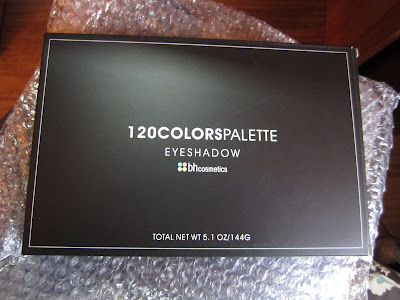 120COLORSPALETTE
EYESHADOW
bhcosmetics
TOTAL NET WT 5.1 OZ/144G